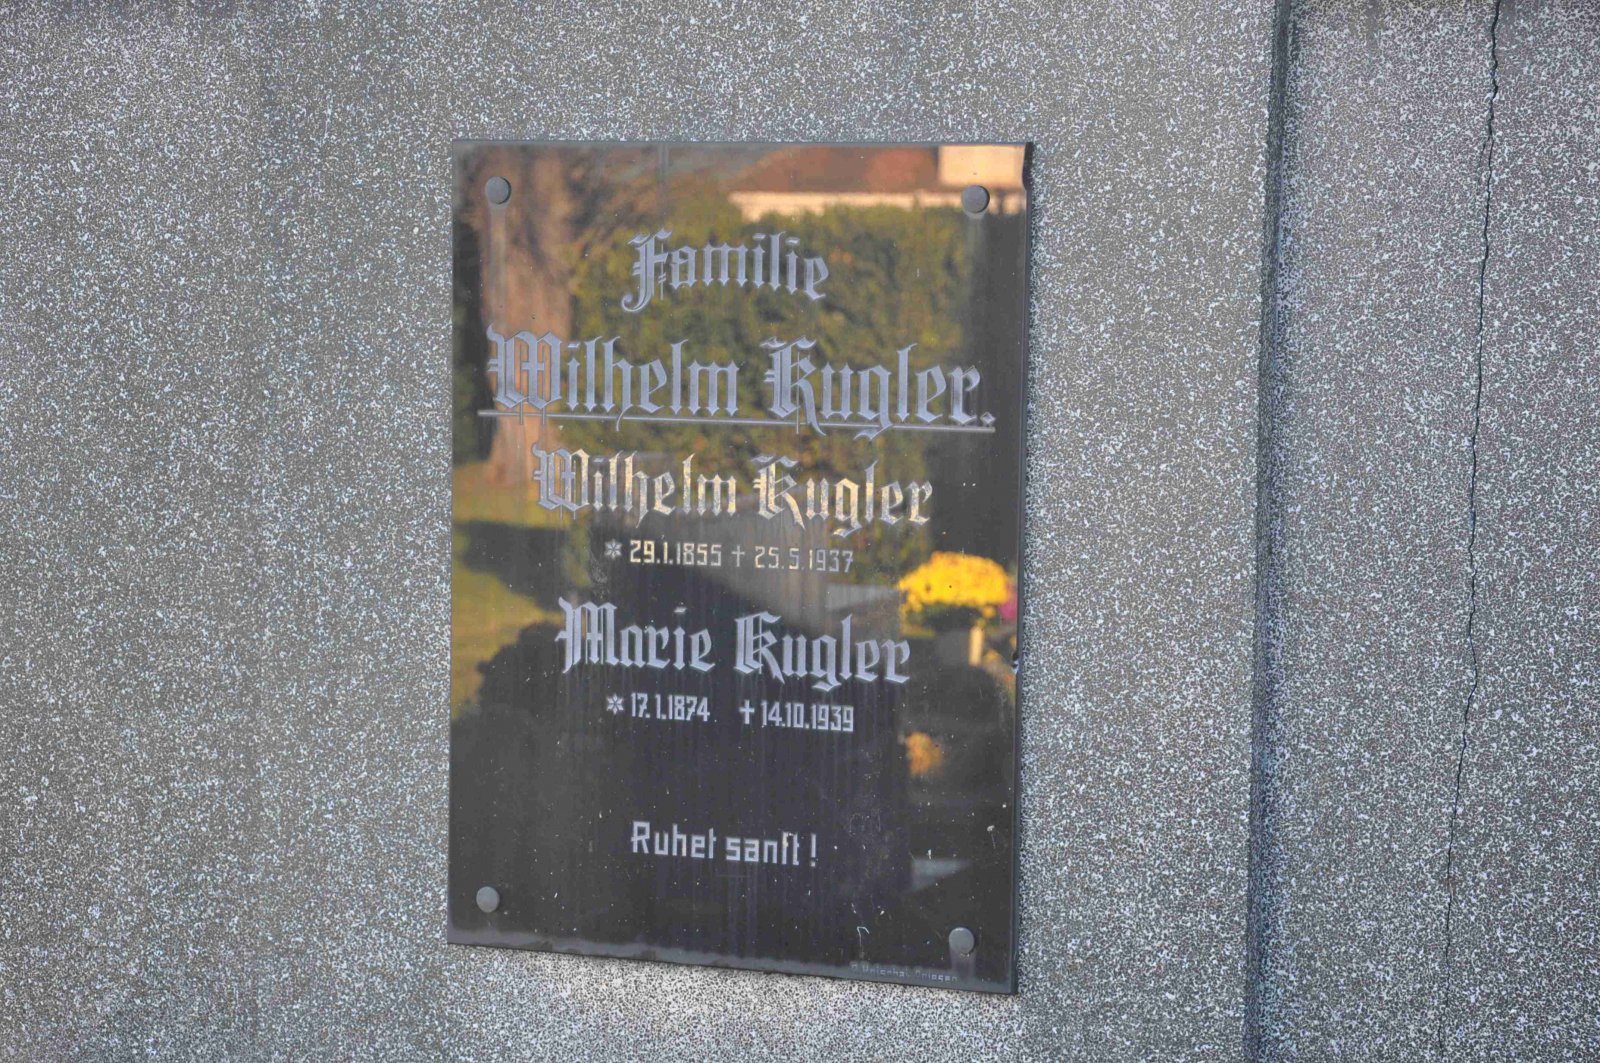 Familie
Wilhelm Kugler.
Wilhelm Kugler
* 29.1.1855 † 25.5.1937
Marie Kugler
* 17.1.1874 † 14.10.1939
Ruhet sanft!